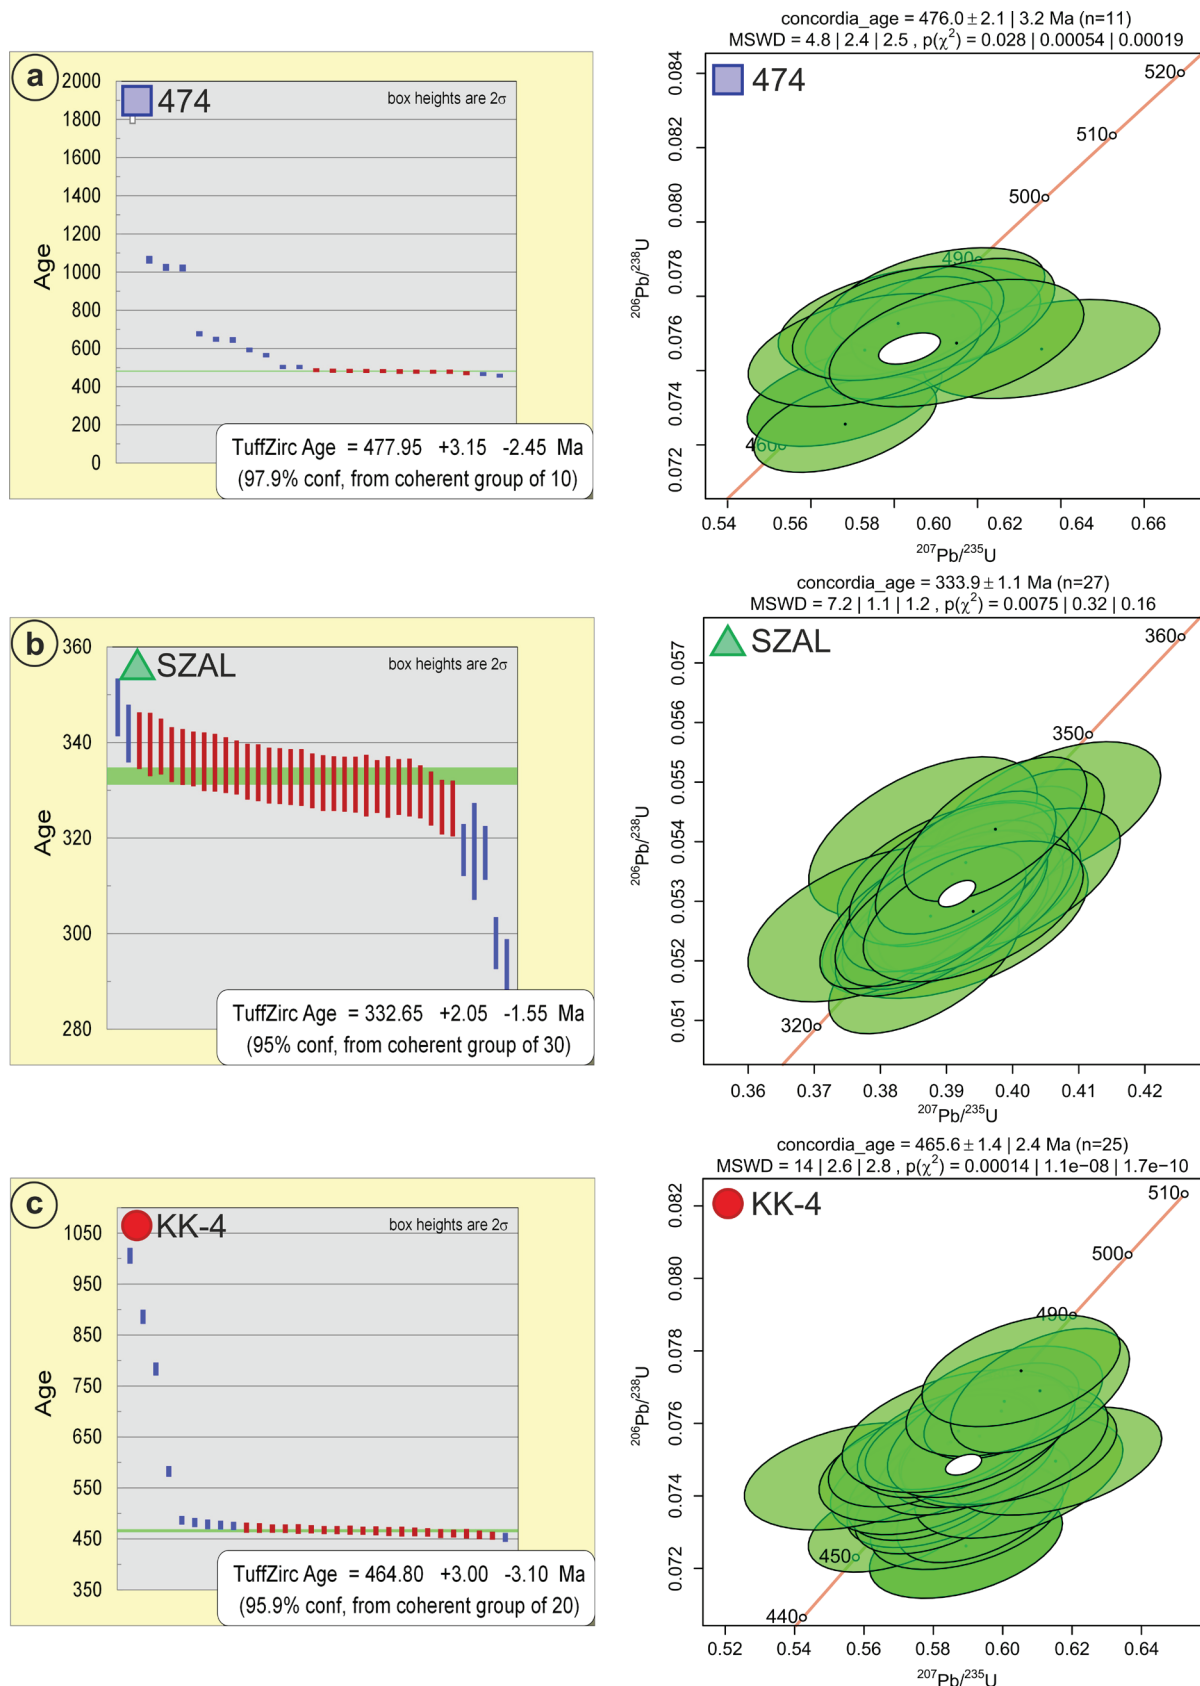 a
474
box heights are 2σ
2000
1800
1600
1400
1200
1000
800
600
400
200
0
Age
TuffZirc Age = 477.95 +3.15 -2.45 Ma
(97.9% conf, from coherent group of 10)
concordia_age = 476.0 ± 2.1 | 3.2 Ma (n=11)
MSWD = 4.8 | 2.4 | 2.5 , p(χ²) = 0.028 | 0.00054 | 0.00019
474
520
510
500
490
460
0.084
0.082
0.080
0.078
0.076
0.074
0.072
²⁰⁶Pb/²³⁸U
0.54 0.56 0.58 0.60 0.62 0.64 0.66
²⁰⁷Pb/²³⁵U
b
SZAL
box heights are 2σ
360
340
320
300
280
Age
TuffZirc Age = 332.65 +2.05 -1.55 Ma
(95% conf, from coherent group of 30)
concordia_age = 333.9 ± 1.1 Ma (n=27)
MSWD = 7.2 | 1.1 | 1.2 , p(χ²) = 0.0075 | 0.32 | 0.16
SZAL
360
350
320
0.057
0.056
0.055
0.054
0.053
0.052
0.051
²⁰⁶Pb/²³⁸U
0.36 0.37 0.38 0.39 0.40 0.41 0.42
²⁰⁷Pb/²³⁵U
c
KK-4
box heights are 2σ
1050
950
850
750
650
550
450
350
Age
TuffZirc Age = 464.80 +3.00 -3.10 Ma
(95.9% conf, from coherent group of 20)
concordia_age = 465.6 ± 1.4 | 2.4 Ma (n=25)
MSWD = 14 | 2.6 | 2.8 , p(χ²) = 0.00014 | 1.1e−08 | 1.7e−10
KK-4
510
500
490
450
440
0.082
0.080
0.078
0.076
0.074
0.072
²⁰⁶Pb/²³⁸U
0.52 0.54 0.56 0.58 0.60 0.62 0.64
²⁰⁷Pb/²³⁵U